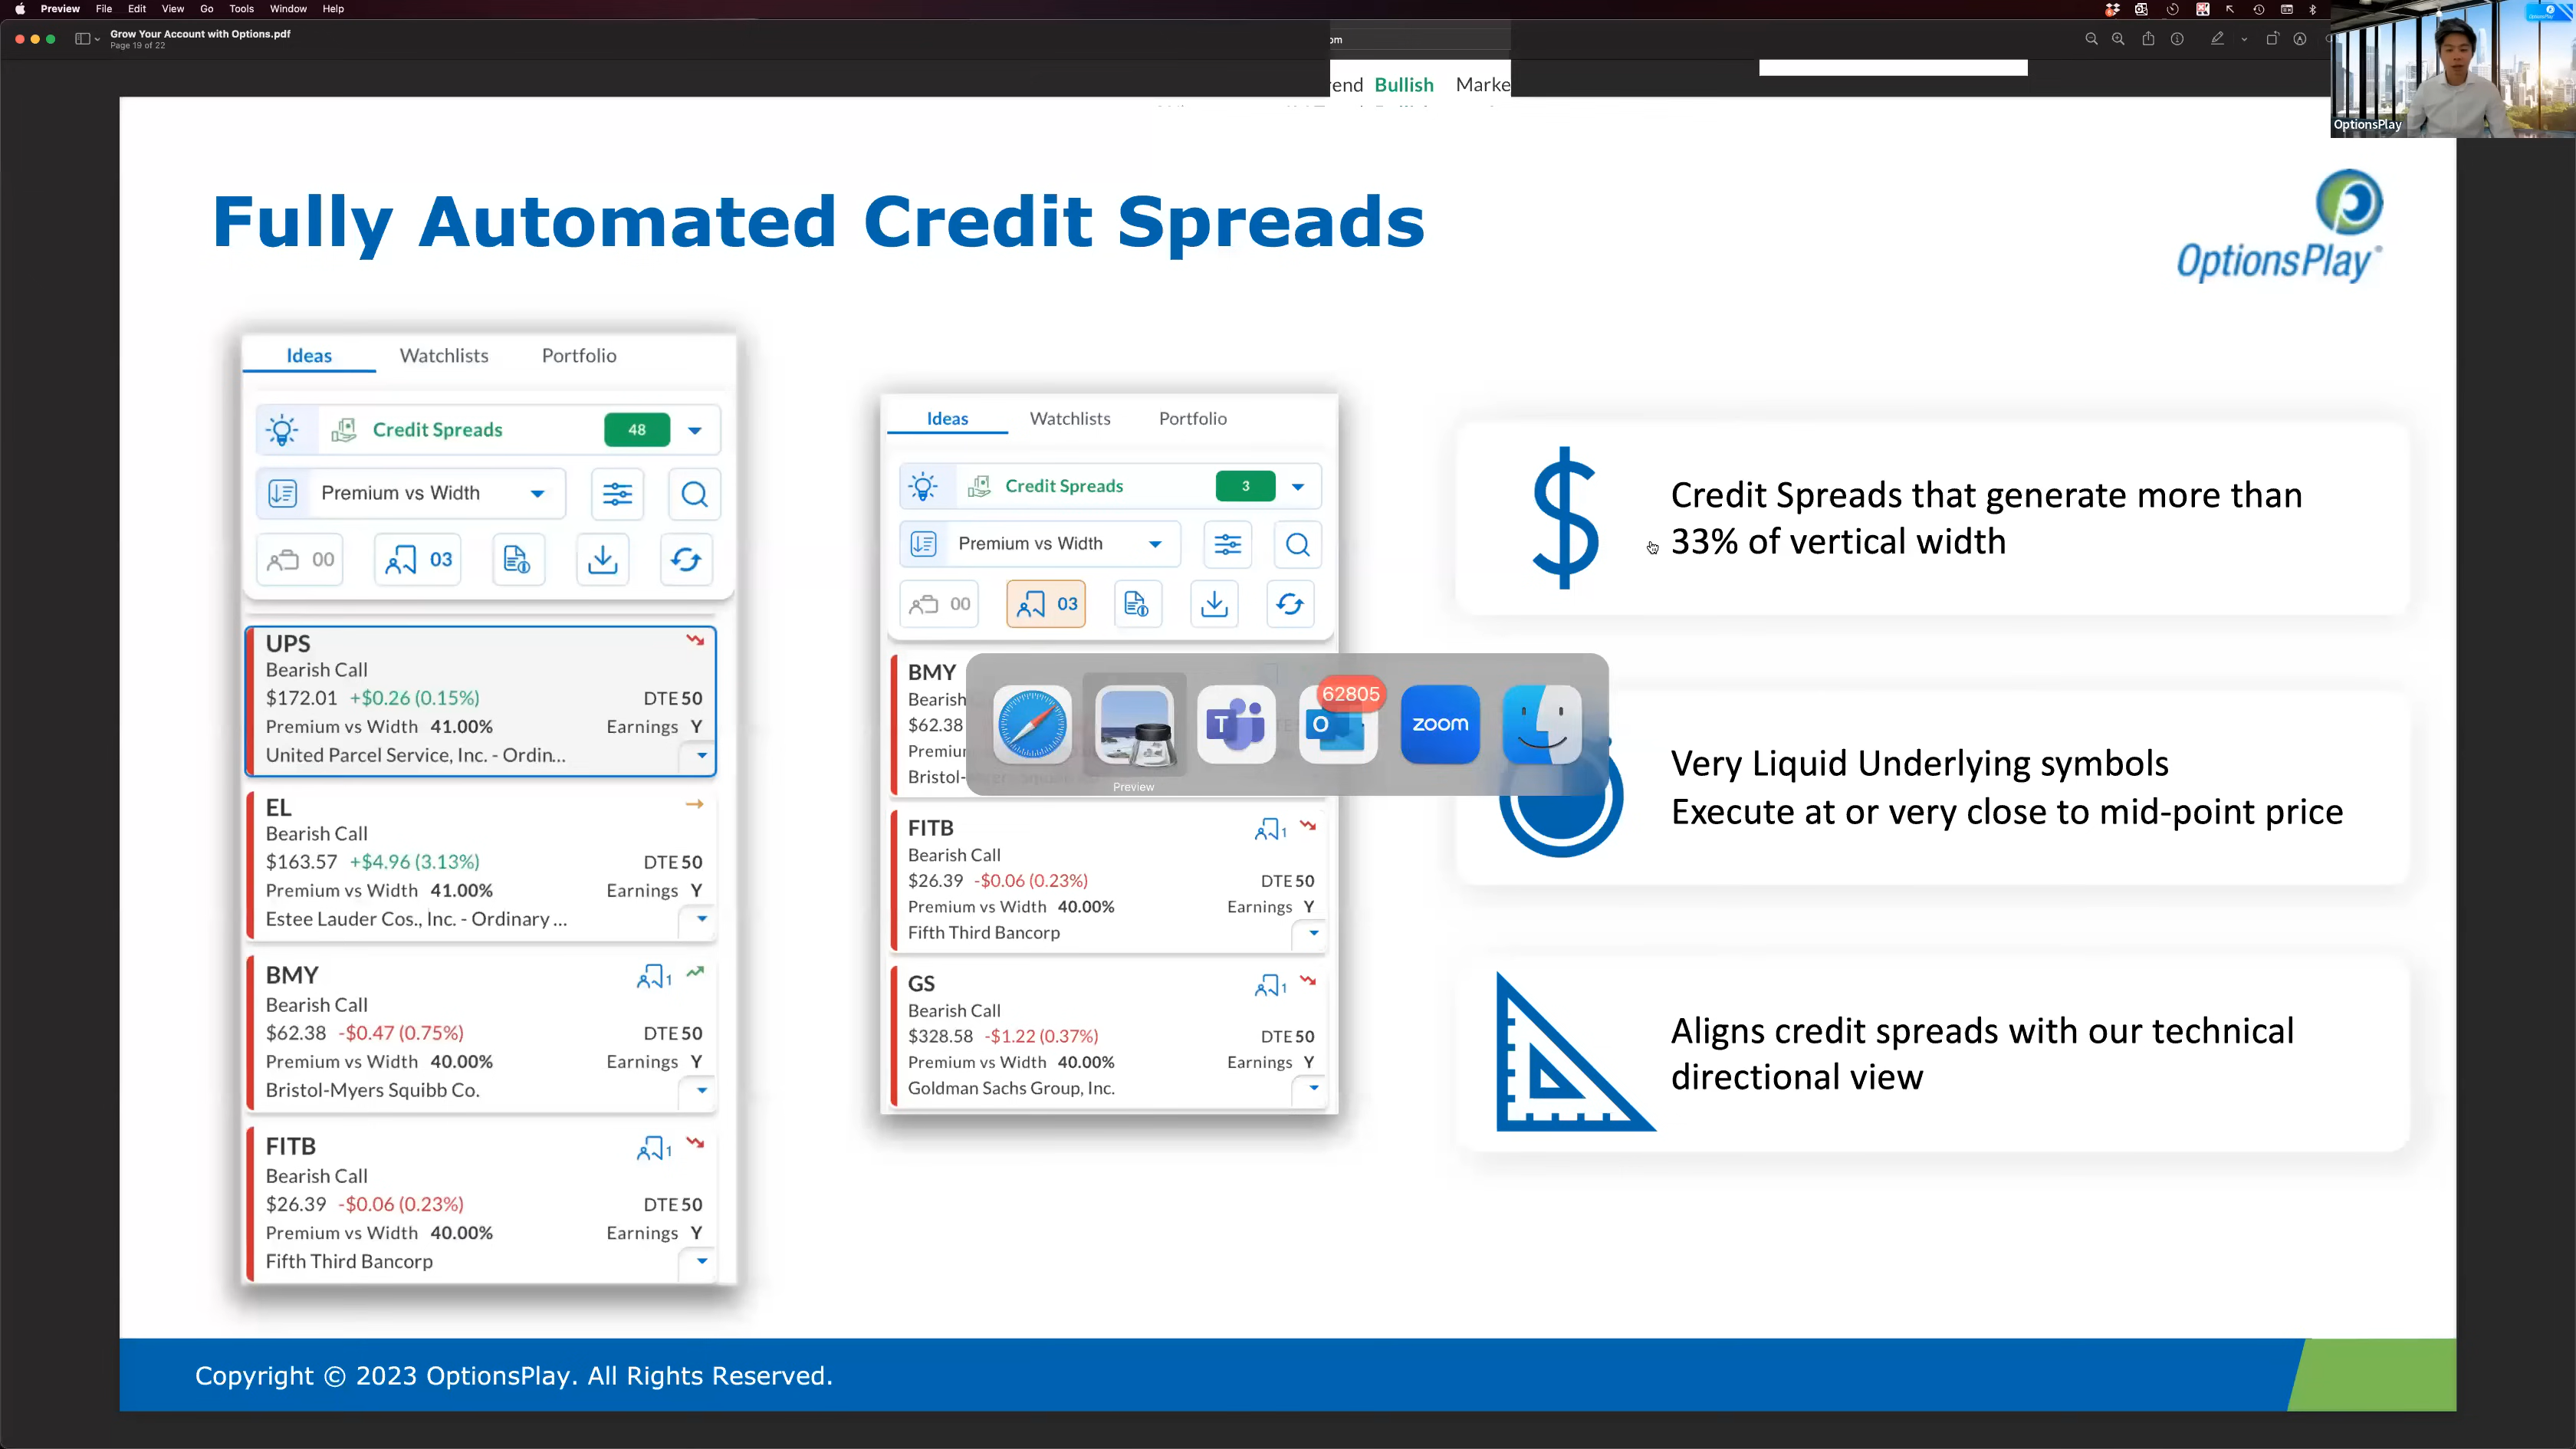 Preview File Edit View Go Tools Window Help
Grow Your Account with Options.pdf
Page 19 of 22
om
rend Bullish Marke
OptionsPlay
Fully Automated Credit Spreads
OptionsPlay
Ideas Watchlists Portfolio
Credit Spreads 48
Premium vs Width
00 03
UPS
Bearish Call
$172.01 +$0.26 (0.15%) DTE 50
Premium vs Width 41.00% Earnings Y
United Parcel Service, Inc. - Ordin...
EL
Bearish Call
$163.57 +$4.96 (3.13%) DTE 50
Premium vs Width 41.00% Earnings Y
Estee Lauder Cos., Inc. - Ordinary ...
BMY 1
Bearish Call
$62.38 -$0.47 (0.75%) DTE 50
Premium vs Width 40.00% Earnings Y
Bristol-Myers Squibb Co.
FITB 1
Bearish Call
$26.39 -$0.06 (0.23%) DTE 50
Premium vs Width 40.00% Earnings Y
Fifth Third Bancorp
Ideas Watchlists Portfolio
Credit Spreads 3
Premium vs Width
00 03
BMY
Bearish
$62.38
Premium
Bristol-
FITB 1
Bearish Call
$26.39 -$0.06 (0.23%) DTE 50
Premium vs Width 40.00% Earnings Y
Fifth Third Bancorp
GS 1
Bearish Call
$328.58 -$1.22 (0.37%) DTE 50
Premium vs Width 40.00% Earnings Y
Goldman Sachs Group, Inc.
T
62805
O
zoom
Preview
Credit Spreads that generate more than
33% of vertical width
Very Liquid Underlying symbols
Execute at or very close to mid-point price
Aligns credit spreads with our technical
directional view
Copyright © 2023 OptionsPlay. All Rights Reserved.